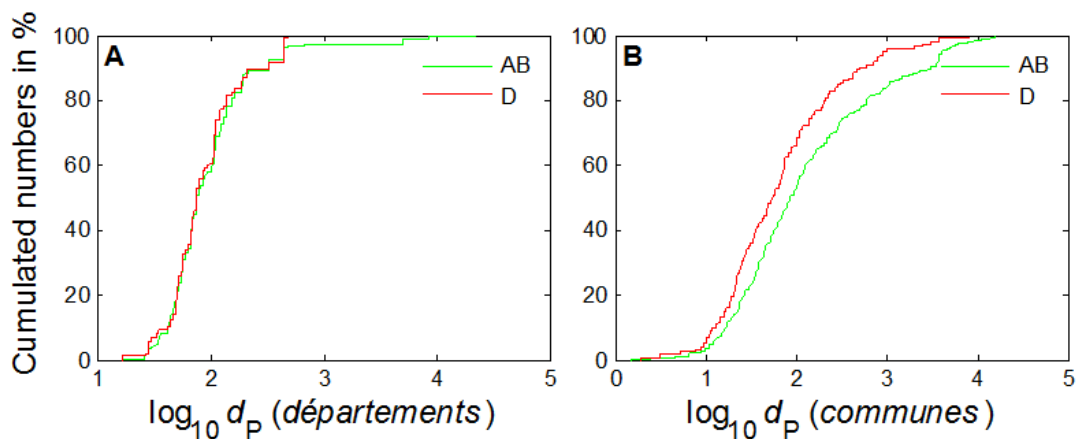 Cumulated numbers in %
A
100
80
60
40
20
0
AB
D
1 2 3 4 5
log10 dP (départements)
B
100
80
60
40
20
0
AB
D
0 1 2 3 4 5
log10 dP (communes)